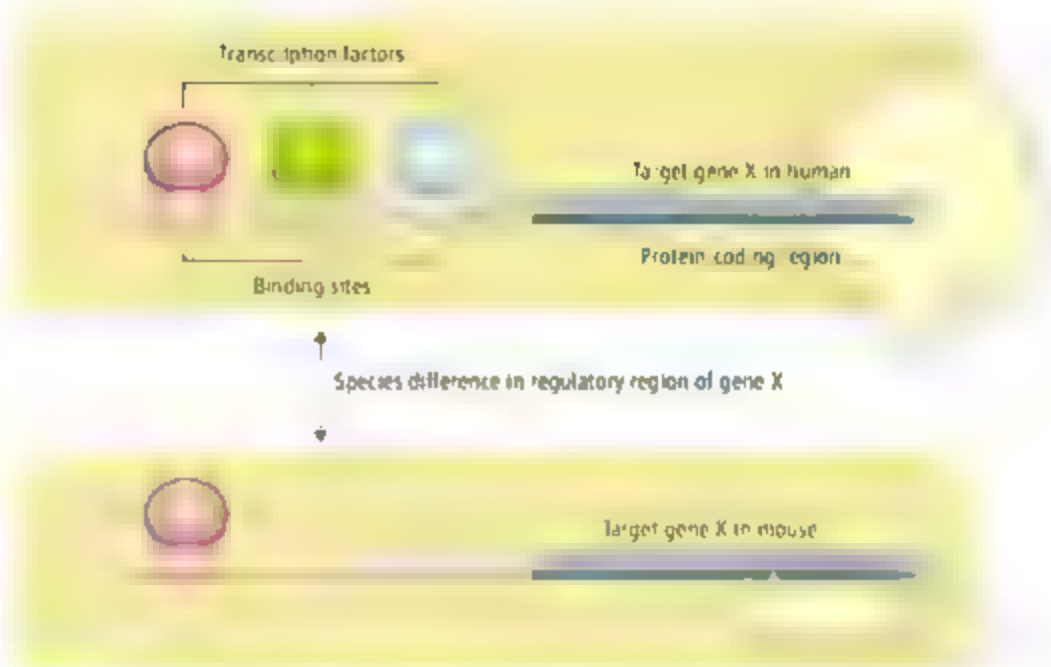 Transcription factors
Target gene X in human
Protein coding region
Binding sites
Species difference in regulatory region of gene X
Target gene X in mouse